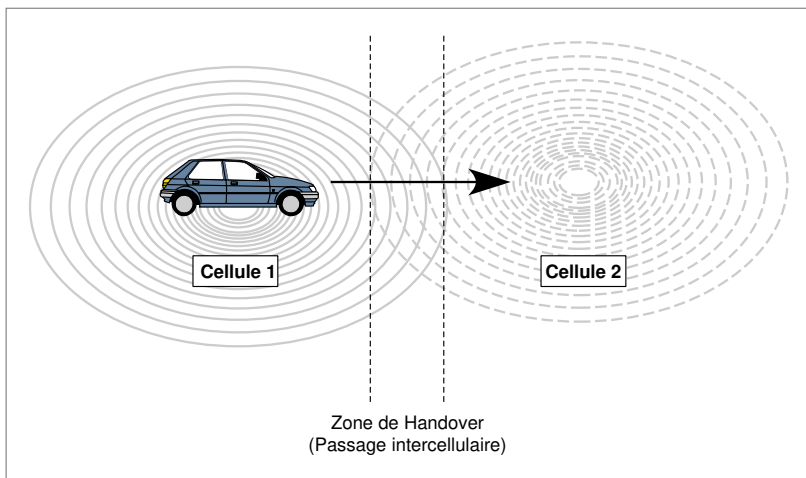 Cellule 1
Cellule 2
Zone de Handover
(Passage intercellulaire)